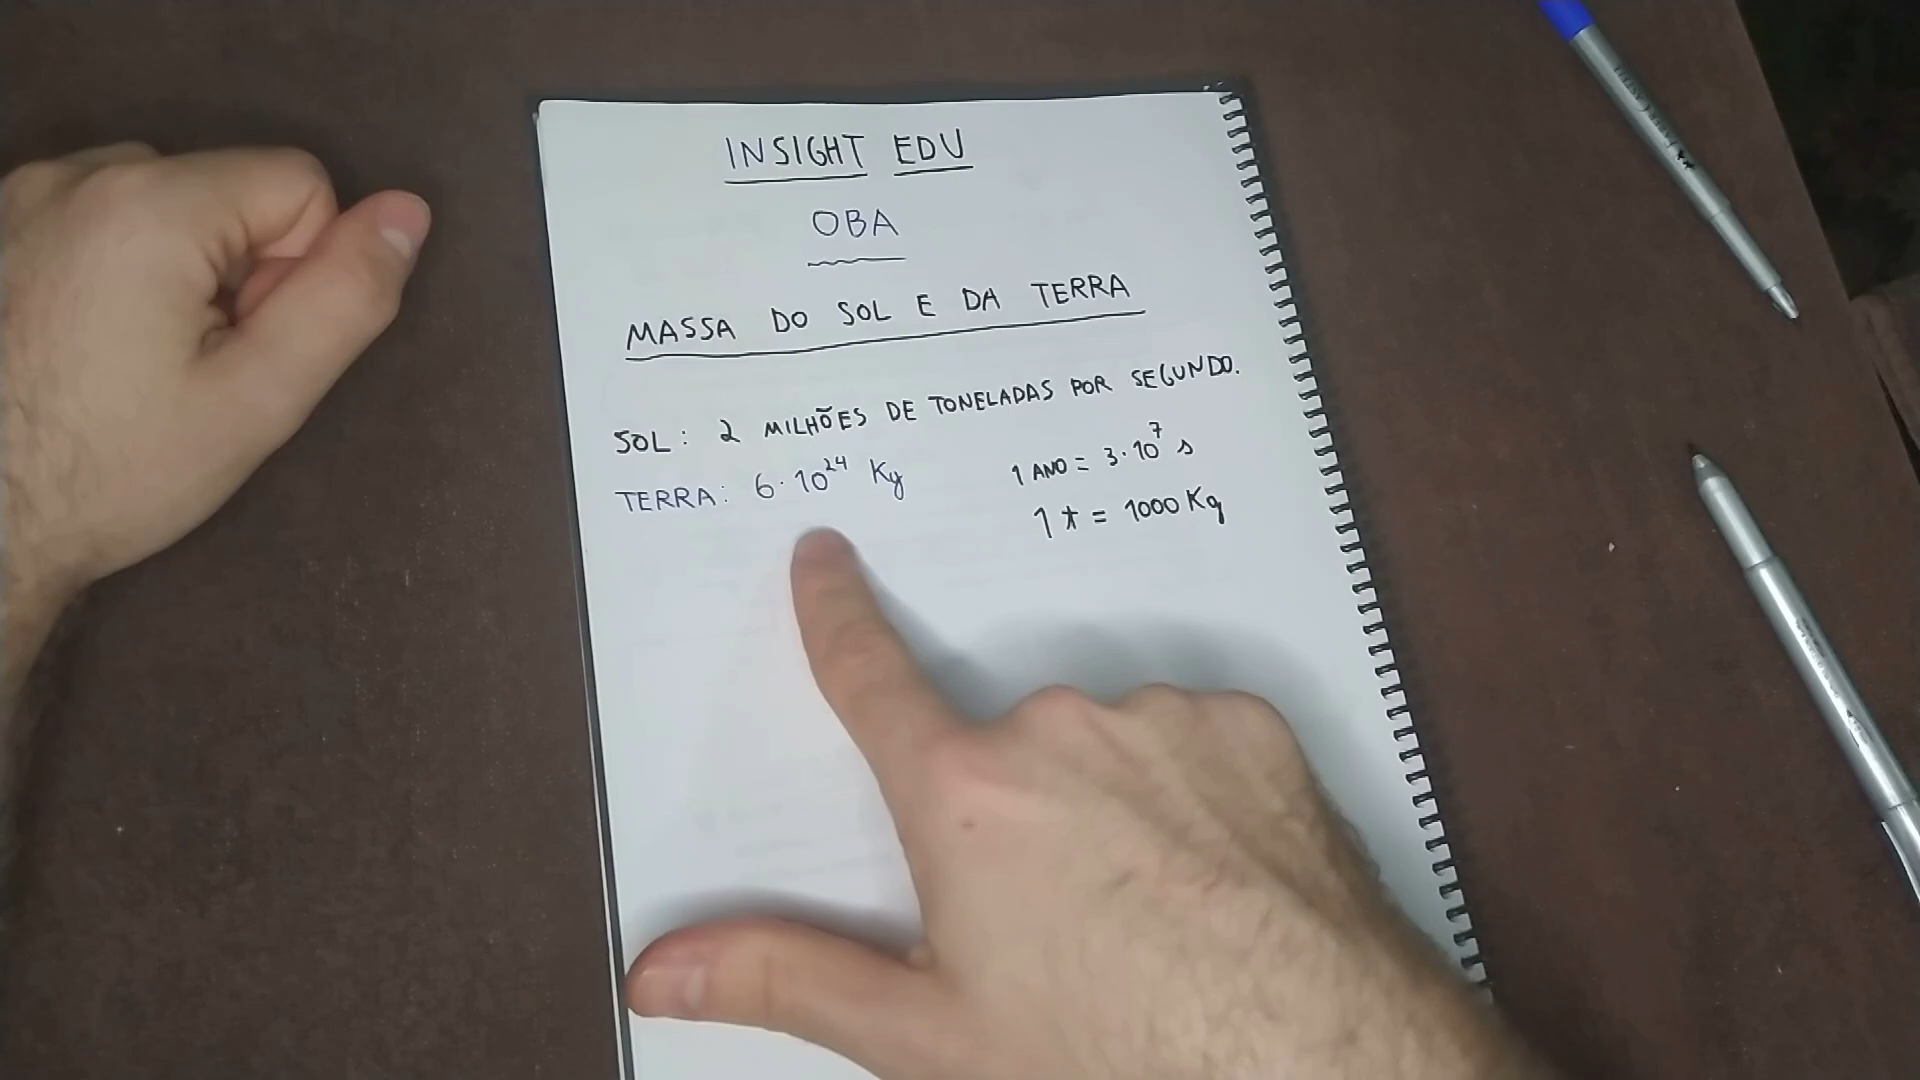 INSIGHT EDU
OBA
MASSA DO SOL E DA TERRA
SOL: 2 MILHÕES DE TONELADAS POR SEGUNDO.
TERRA: 6·10²⁴ Kg
1 ANO = 3·10⁷ s
1 t = 1000 Kg